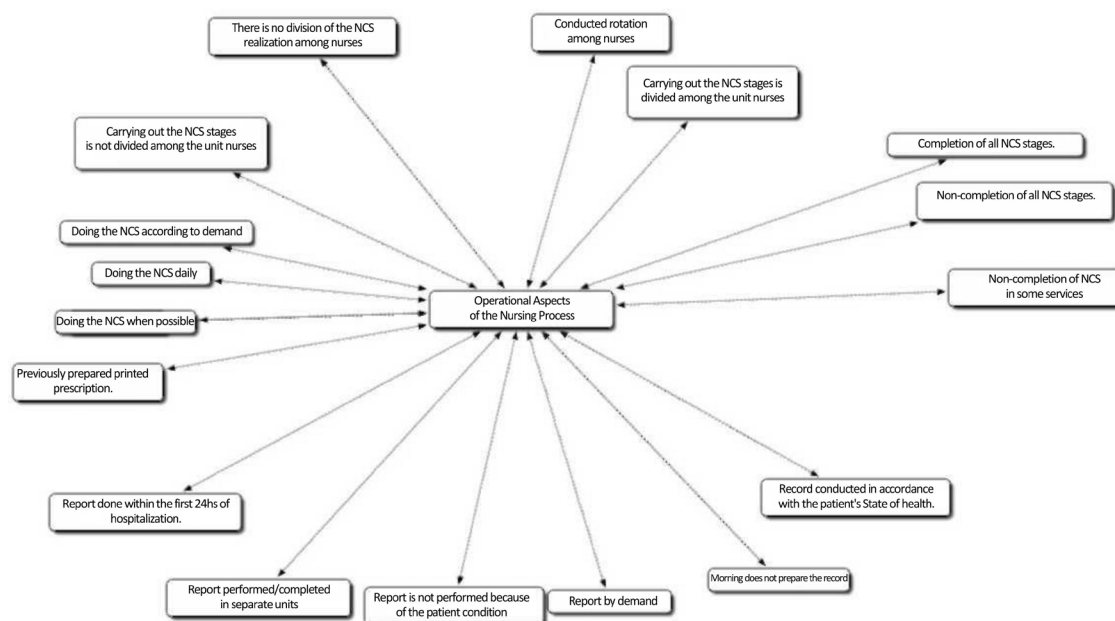 There is no division of the NCS
realization among nurses
Conducted rotation
among nurses
Carrying out the NCS stages is
divided among the unit nurses
Carrying out the NCS stages
is not divided among the unit nurses
Completion of all NCS stages.
Non-completion of all NCS stages.
Doing the NCS according to demand
Doing the NCS daily
Non-completion of NCS
in some services
Operational Aspects
of the Nursing Process
Doing the NCS when possible
Previously prepared printed
prescription.
Report done within the first 24hs of
hospitalization.
Record conducted in accordance
with the patient's State of health.
Morning does not prepare the record
Report performed/completed
in separate units
Report is not performed because
of the patient condition
Report by demand